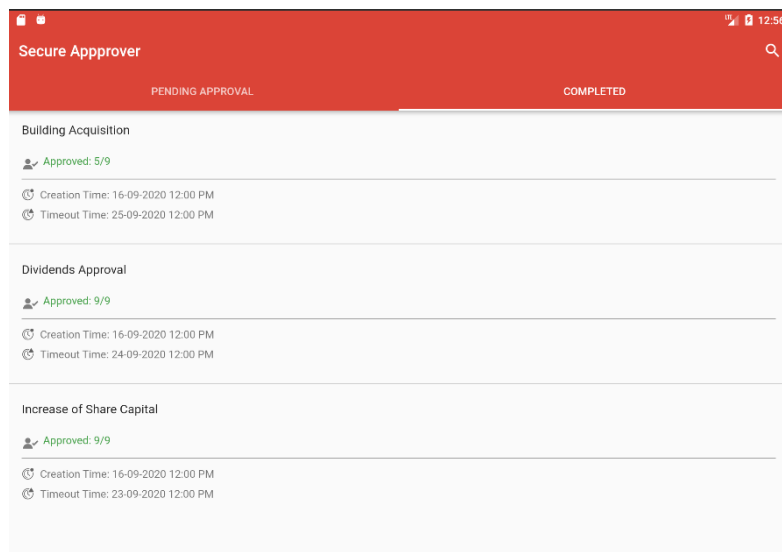 LTE 12:56
Secure Appprover
PENDING APPROVAL COMPLETED
Building Acquisition
Approved: 5/9
Creation Time: 16-09-2020 12:00 PM
Timeout Time: 25-09-2020 12:00 PM
Dividends Approval
Approved: 9/9
Creation Time: 16-09-2020 12:00 PM
Timeout Time: 24-09-2020 12:00 PM
Increase of Share Capital
Approved: 9/9
Creation Time: 16-09-2020 12:00 PM
Timeout Time: 23-09-2020 12:00 PM